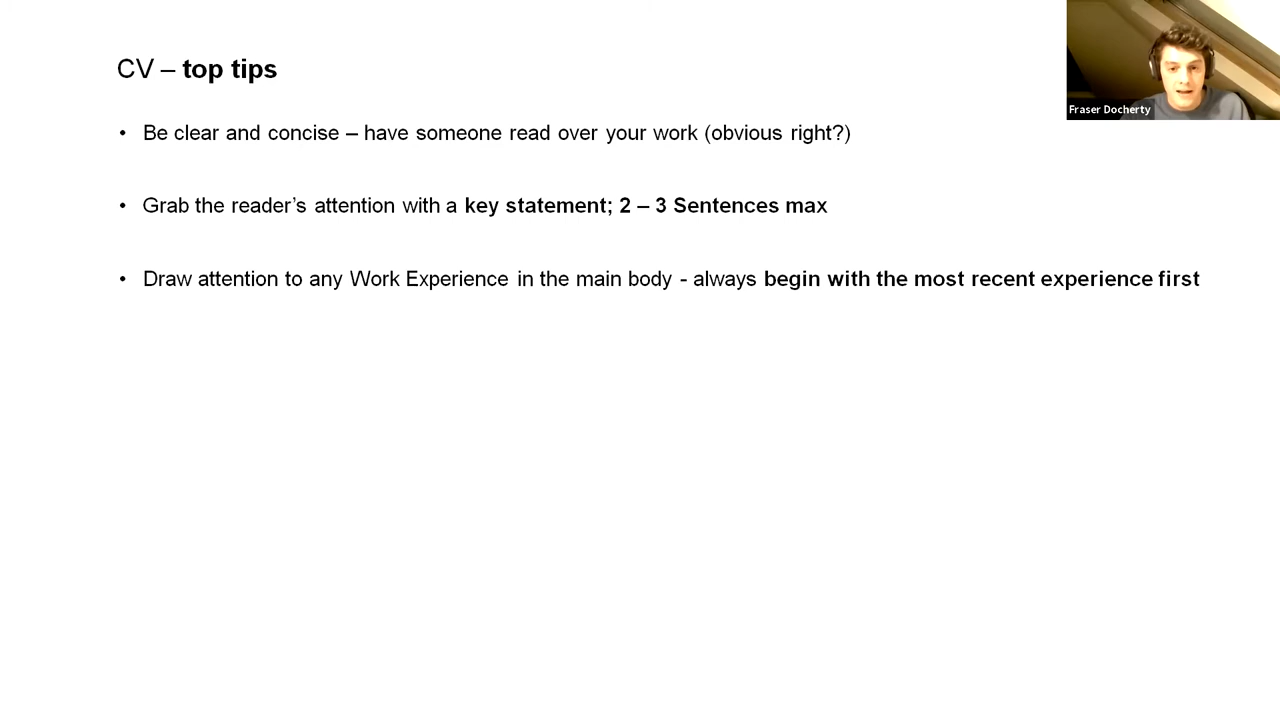 CV – top tips
Fraser Docherty
• Be clear and concise – have someone read over your work (obvious right?)
• Grab the reader’s attention with a key statement; 2 – 3 Sentences max
• Draw attention to any Work Experience in the main body - always begin with the most recent experience first